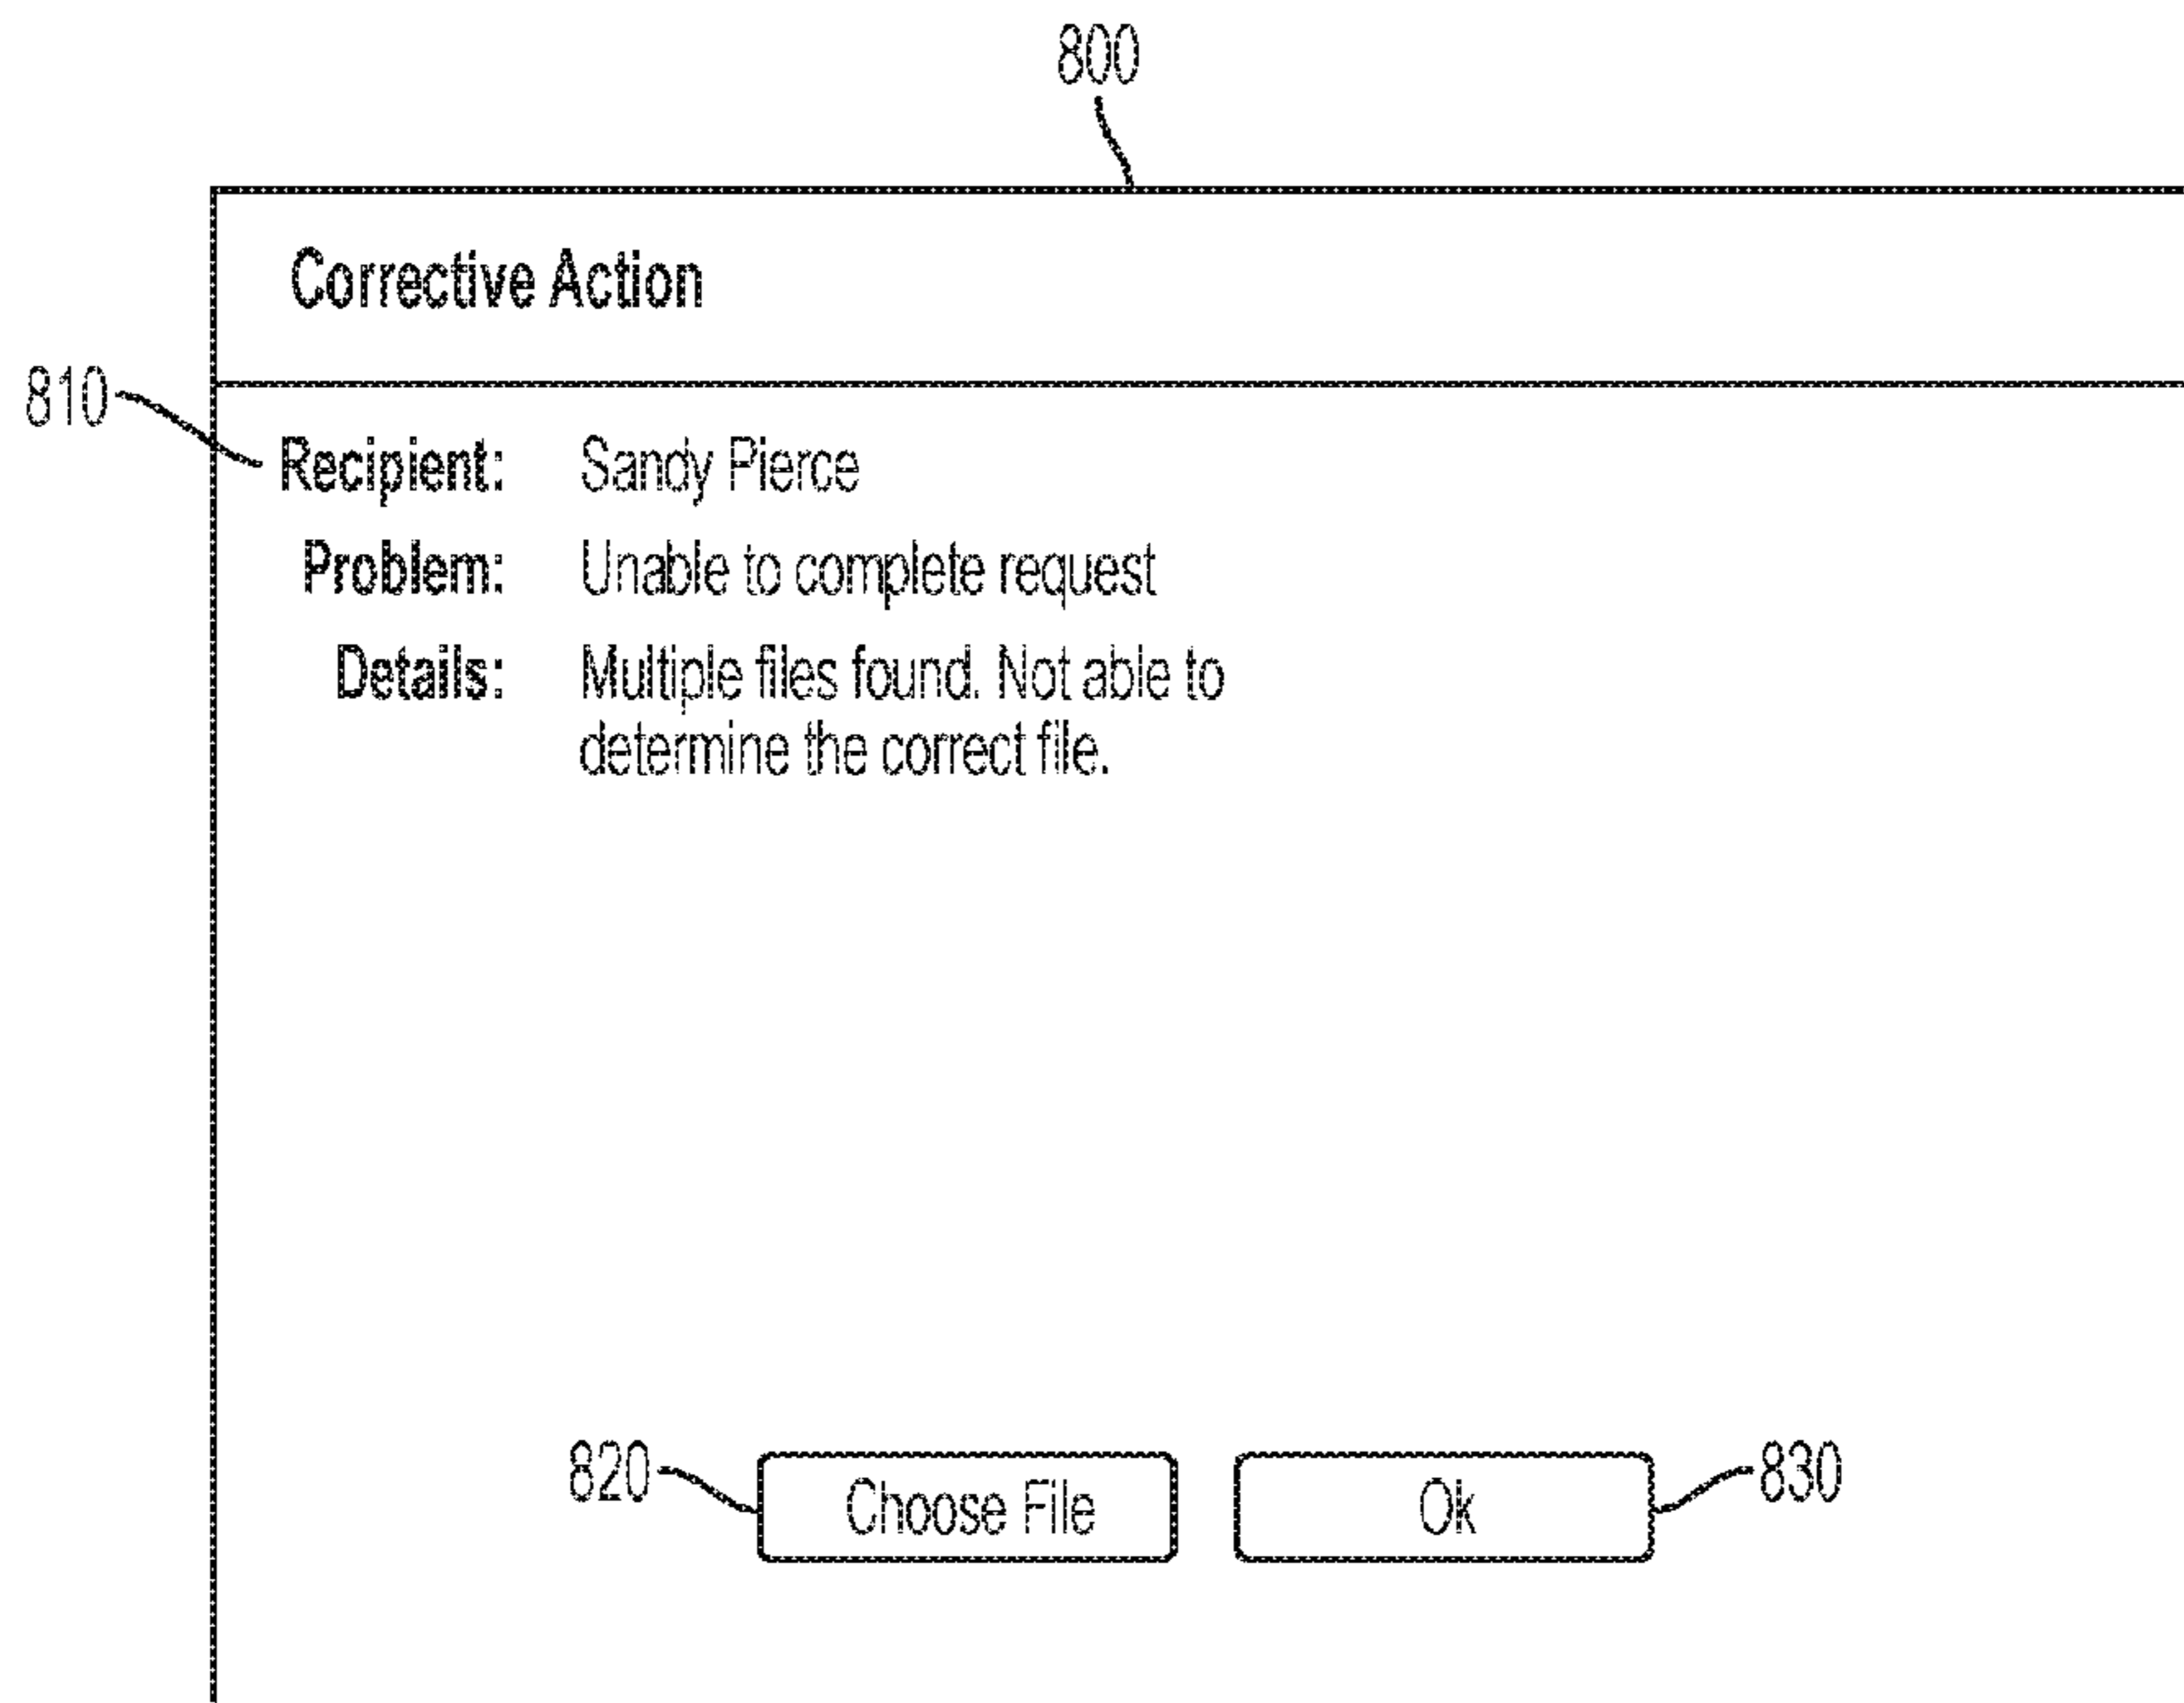 800
Corrective Action
810
Recipient: Sandy Pierce
Problem: Unable to complete request
Details: Multiple files found. Not able to
determine the correct file.
820 Choose File Ok 830